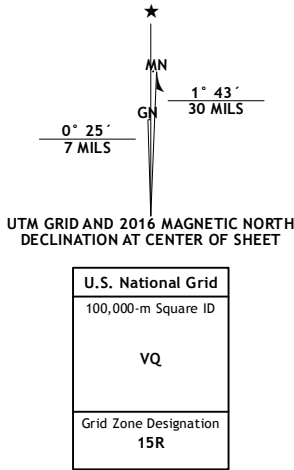 ★
MN
1° 43´
30 MILS
GN
0° 25´
7 MILS
UTM GRID AND 2016 MAGNETIC NORTH
DECLINATION AT CENTER OF SHEET
U.S. National Grid
100,000-m Square ID
VQ
Grid Zone Designation
15R